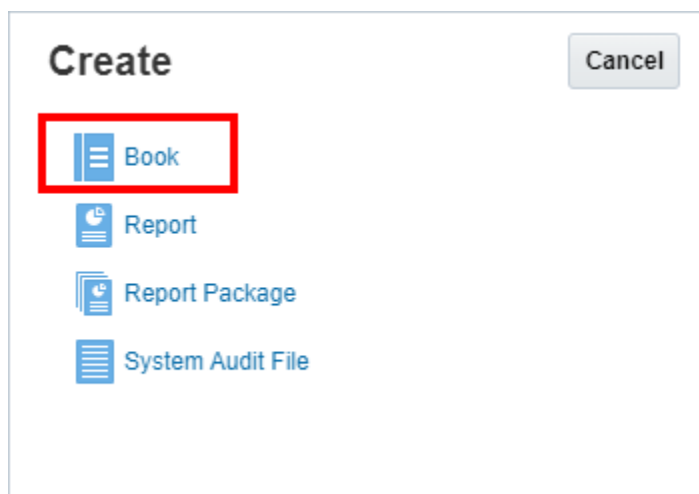 Create
Cancel
Book
Report
Report Package
System Audit File